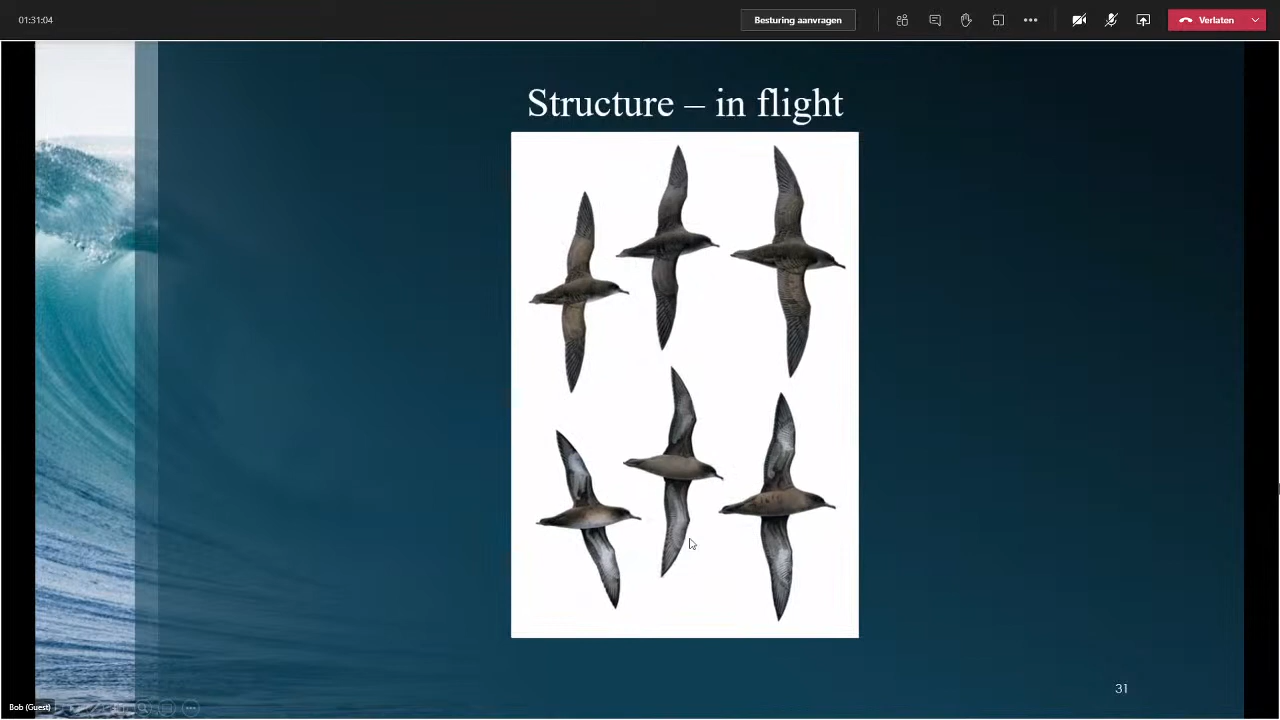 01:31:04
Besturing aanvragen
Verlaten
Structure – in flight
31
Bob (Guest)